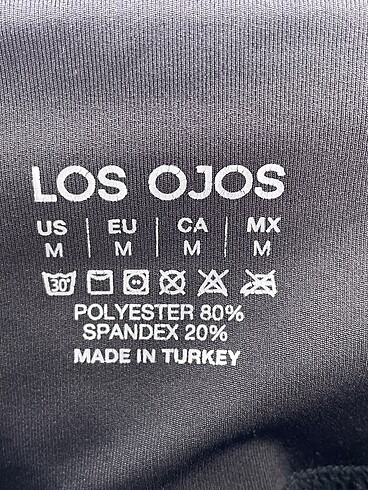 LOS OJOS
US | EU | CA | MX
M | M | M | M
30°
POLYESTER 80%
SPANDEX 20%
MADE IN TURKEY